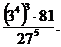 (3⁴)³ · 81
27⁵ .